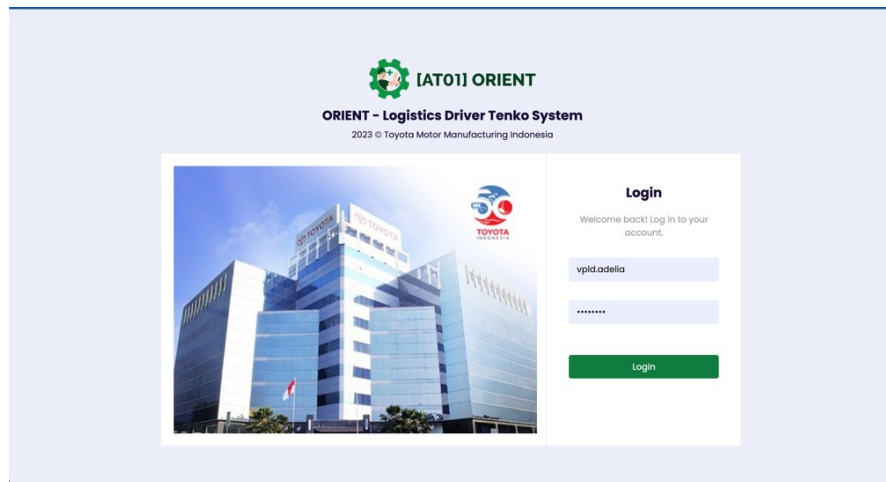 [AT01] ORIENT
ORIENT - Logistics Driver Tenko System
2023 © Toyota Motor Manufacturing Indonesia
TOYOTA
TOYOTA
50
TOYOTA
INDONESIA
Login
Welcome back! Log in to your
account.
vpld.adelia
••••••••
Login